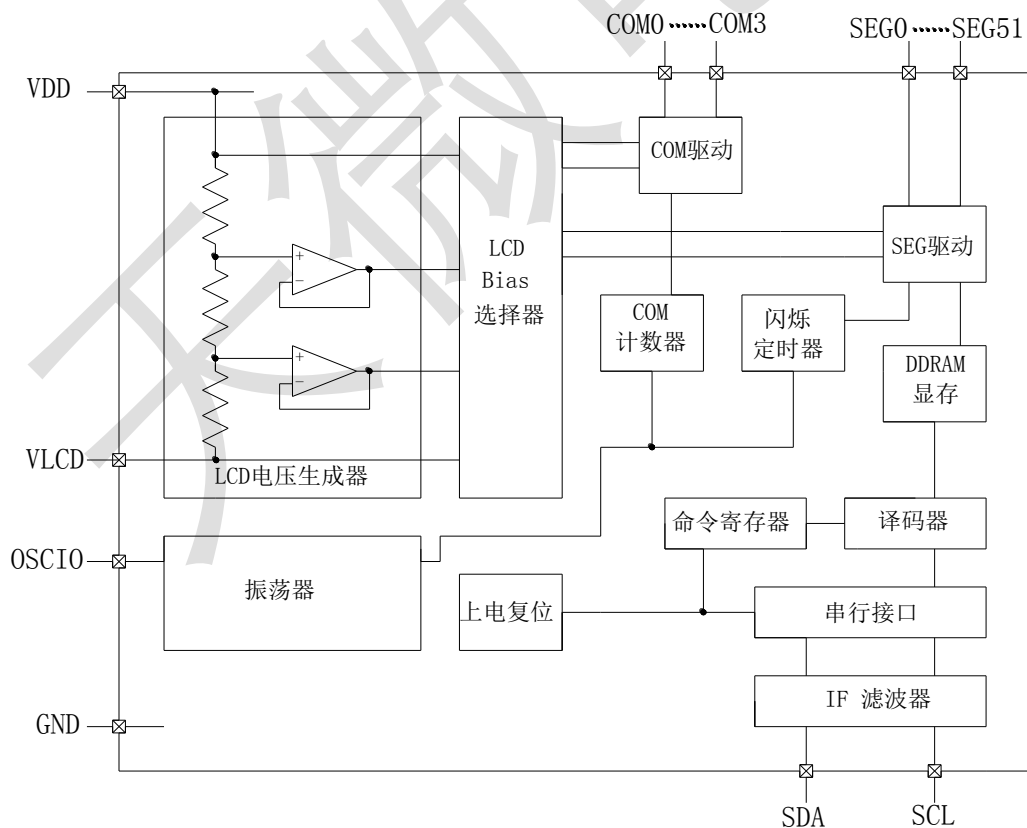 COM0 ······ COM3
SEG0 ······ SEG51
VDD
COM驱动
LCD
Bias
选择器
SEG驱动
+
-
COM
计数器
闪烁
定时器
DDRAM
显存
+
-
VLCD
LCD电压生成器
命令寄存器
译码器
OSCIO
振荡器
上电复位
串行接口
IF 滤波器
GND
SDA
SCL
天微